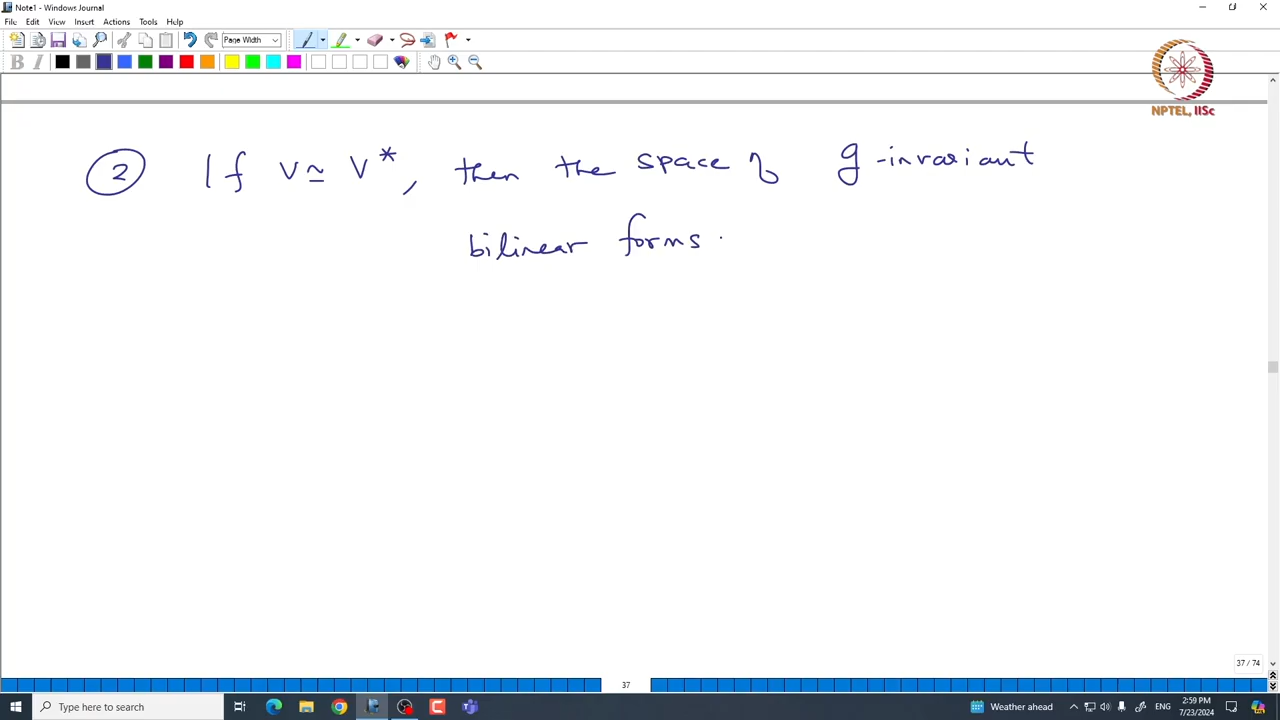 Note1 - Windows Journal
File Edit View Insert Actions Tools Help
Page Width
B I
NPTEL, IISc
2 If V ≃ V*, then the space of g-invariant
bilinear forms
37 / 74
37
Type here to search
Weather ahead
ENG
2:59 PM
7/23/2024